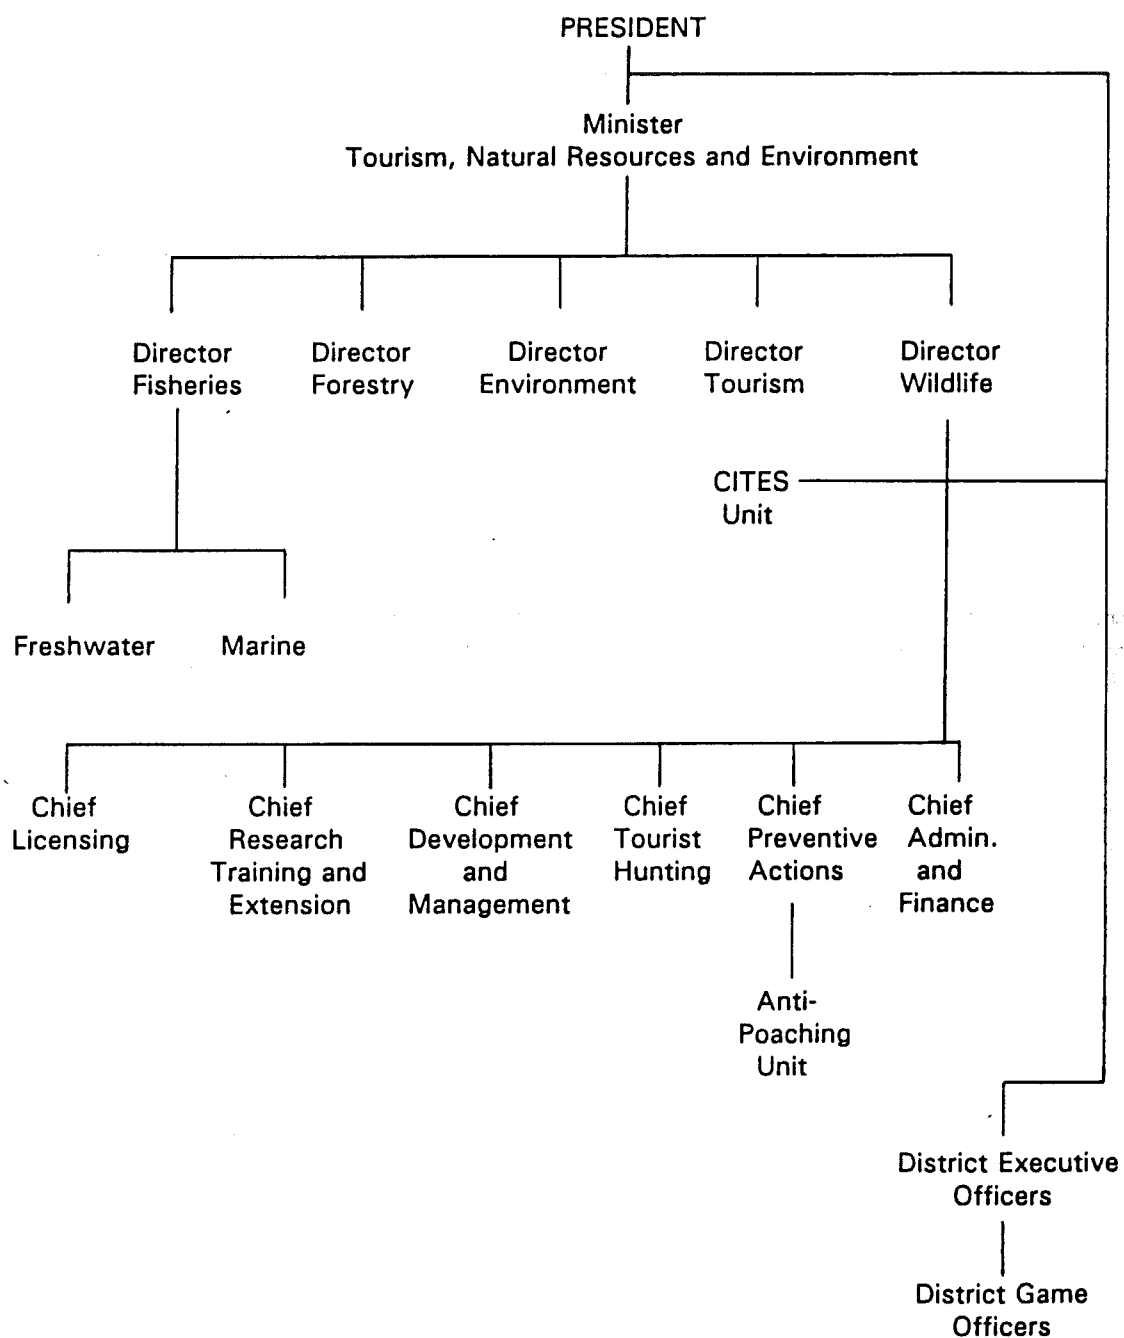 PRESIDENT
Minister
Tourism, Natural Resources and Environment
Director
Fisheries
Director
Forestry
Director
Environment
Director
Tourism
Director
Wildlife
CITES
Unit
Freshwater
Marine
Chief
Licensing
Chief
Research
Training and
Extension
Chief
Development
and
Management
Chief
Tourist
Hunting
Chief
Preventive
Actions
Chief
Admin.
and
Finance
Anti-
Poaching
Unit
District Executive
Officers
District Game
Officers